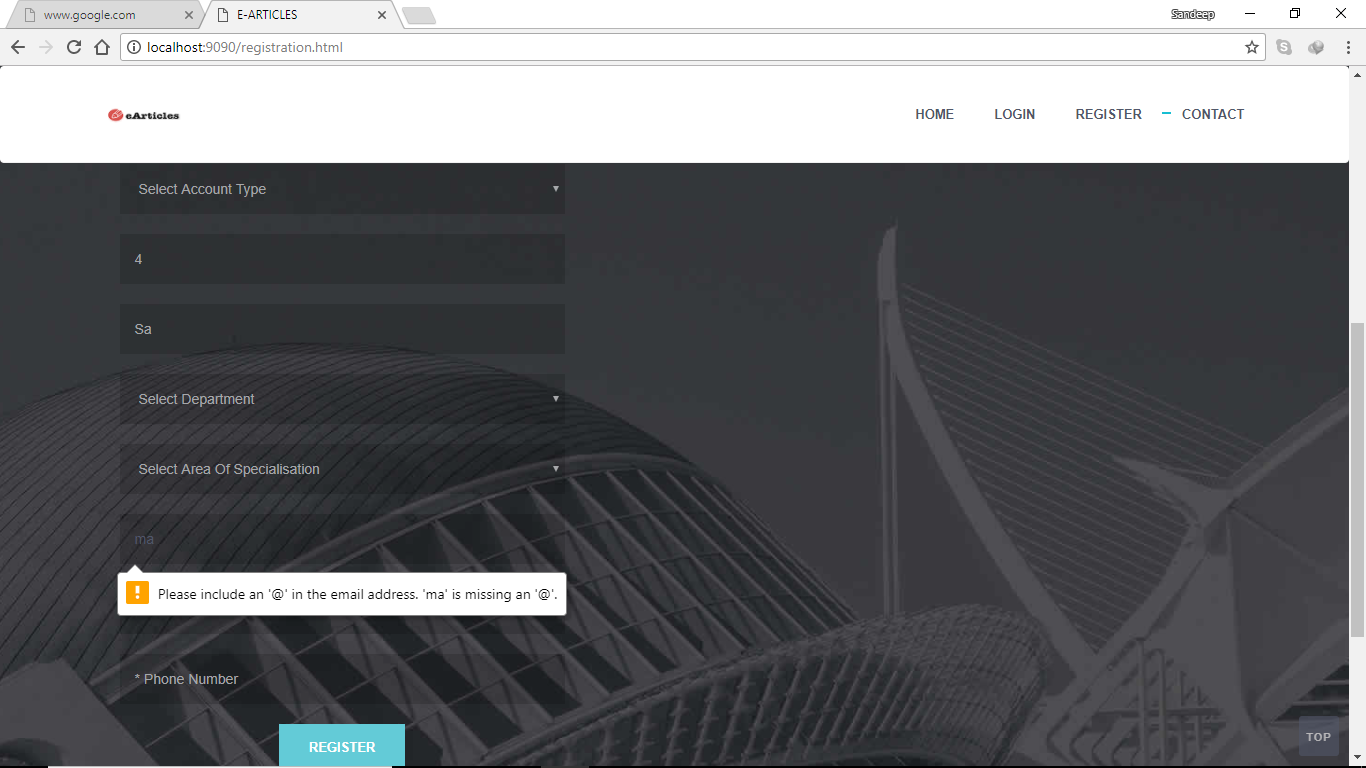 www.google.com
E-ARTICLES
Sandeep
localhost:9090/registration.html
eArticles
HOME
LOGIN
REGISTER
CONTACT
Select Account Type
4
Sa
Select Department
Select Area Of Specialisation
ma
Please include an '@' in the email address. 'ma' is missing an '@'.
* Phone Number
REGISTER
TOP